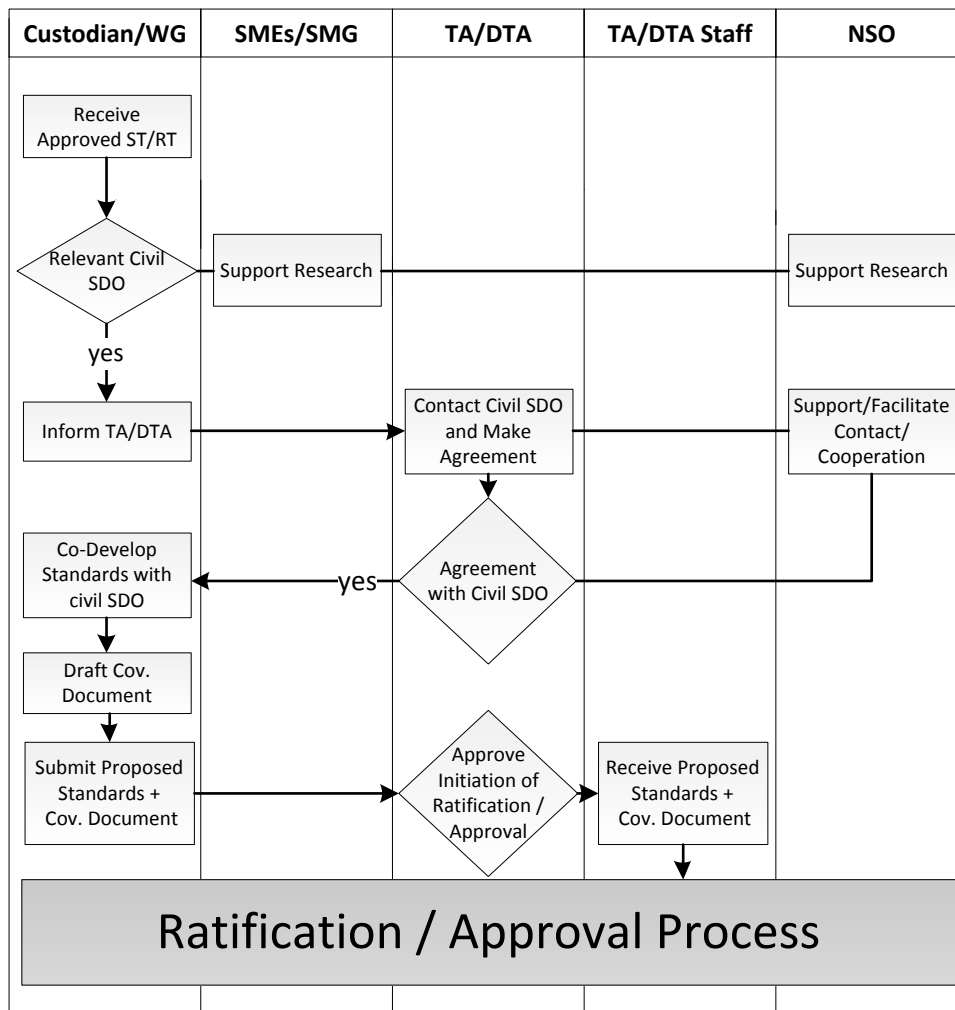 Custodian/WG
SMEs/SMG
TA/DTA
TA/DTA Staff
NSO
Receive
Approved ST/RT
Relevant Civil
SDO
Support Research
Support Research
yes
Inform TA/DTA
Contact Civil SDO
and Make
Agreement
Support/Facilitate
Contact/
Cooperation
Co-Develop
Standards with
civil SDO
yes
Agreement
with Civil SDO
Draft Cov.
Document
Submit Proposed
Standards +
Cov. Document
Approve
Initiation of
Ratification /
Approval
Receive Proposed
Standards +
Cov. Document
Ratification / Approval Process